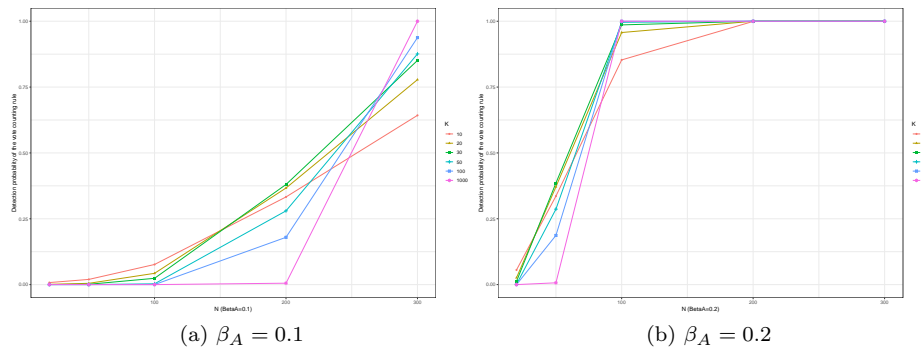 Detection probability of the vote counting rule
1.00
0.75
0.50
0.25
0.00
100
200
300
N (BetaA=0.1)
K
10
20
30
50
100
1000
(a) βA = 0.1
Detection probability of the vote counting rule
1.00
0.75
0.50
0.25
0.00
100
200
300
N (BetaA=0.2)
K
(b) βA = 0.2